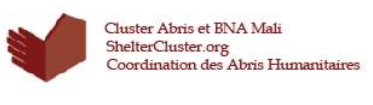 Cluster Abris et BNA Mali
ShelterCluster.org
Coordination des Abris Humanitaires